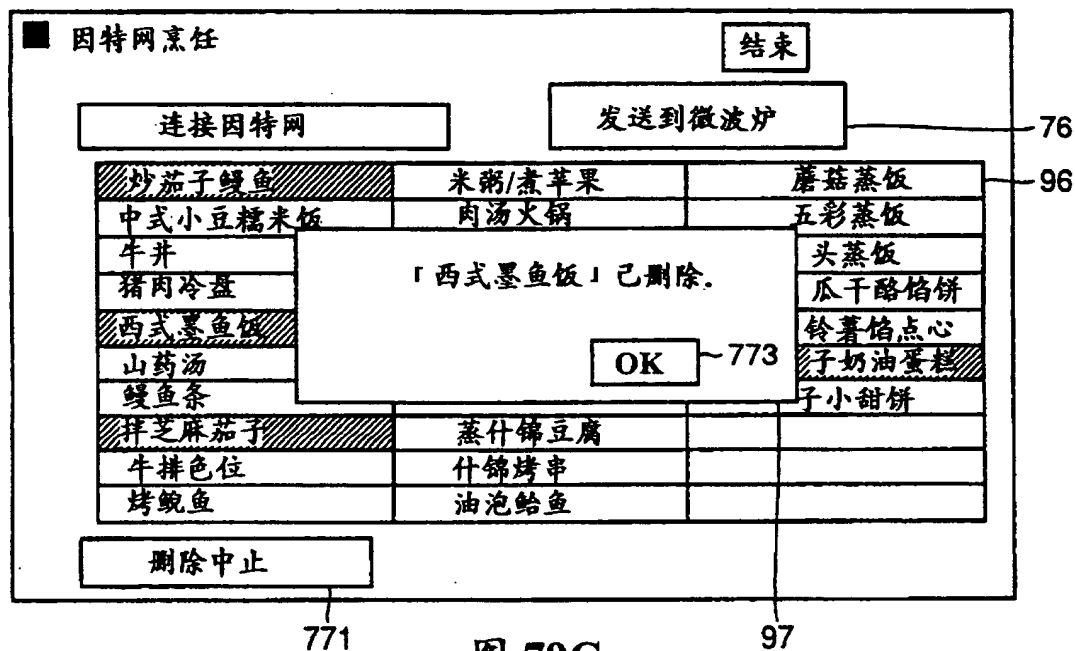 因特网烹任
结束
连接因特网
发送到微波炉
76
炒茄子鳗鱼 米粥/煮苹果 蘑菇蒸饭
96
中式小豆糯米饭 肉汤火锅 五彩蒸饭
牛井 头蒸饭
猪肉冷盘 瓜干酪馅饼
西式墨鱼饭 铃薯馅点心
山药汤 子奶油蛋糕
鳗鱼条 子小甜饼
「西式墨鱼饭」已删除.
OK
773
拌芝麻茄子 蒸什锦豆腐
牛排色位 什锦烤串
烤鲵鱼 油泡鲐鱼
删除中止
771
97